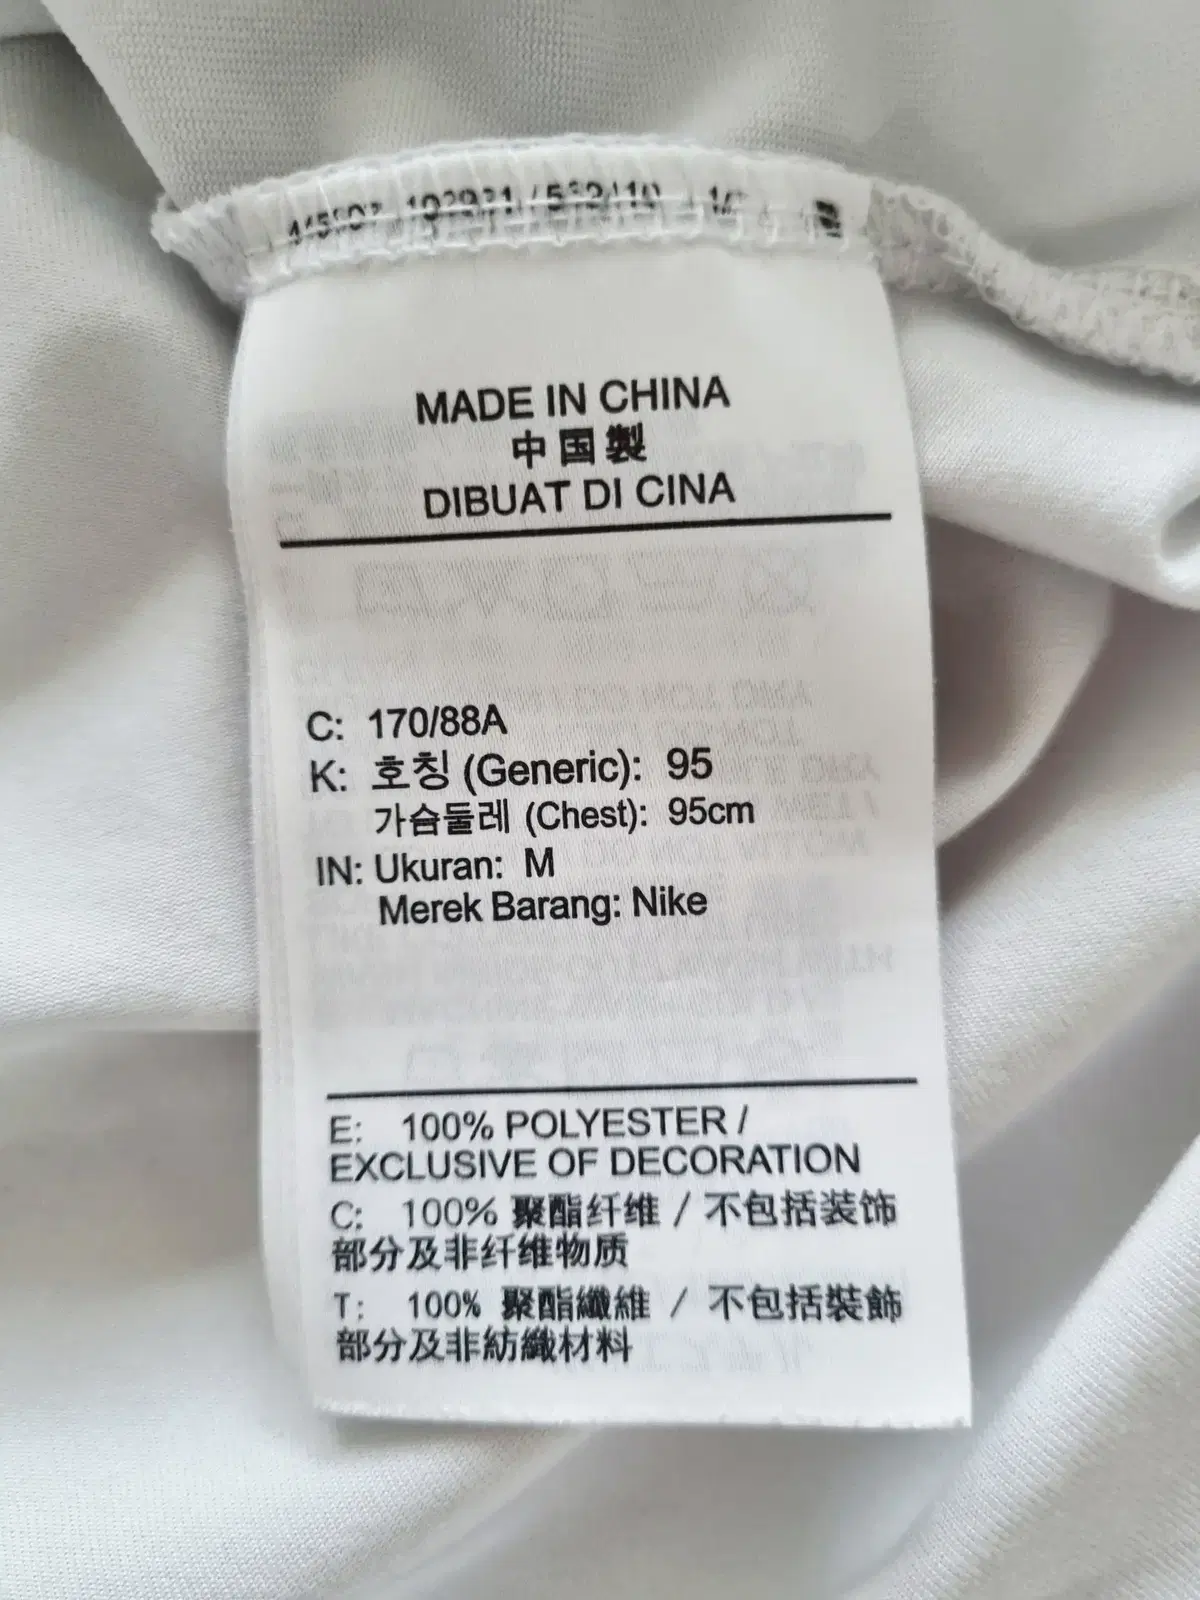 MADE IN CHINA
中国製
DIBUAT DI CINA
C: 170/88A
K: 호칭 (Generic): 95
가슴둘레 (Chest): 95cm
IN: Ukuran: M
Merek Barang: Nike
E: 100% POLYESTER /
EXCLUSIVE OF DECORATION
C: 100% 聚酯纤维 / 不包括装饰
部分及非纤维物质
T: 100% 聚酯纖維 / 不包括裝飾
部分及非紡織材料